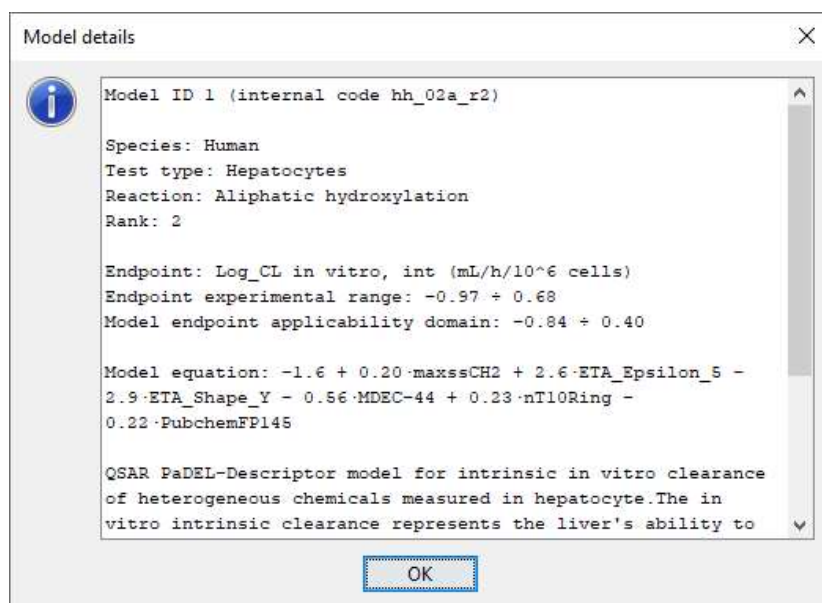 Model details
Model ID 1 (internal code hh_02a_r2)
Species: Human
Test type: Hepatocytes
Reaction: Aliphatic hydroxylation
Rank: 2
Endpoint: Log_CL in vitro, int (mL/h/10^6 cells)
Endpoint experimental range: -0.97 ÷ 0.68
Model endpoint applicability domain: -0.84 ÷ 0.40
Model equation: -1.6 + 0.20·maxssCH2 + 2.6·ETA_Epsilon_5 -
2.9·ETA_Shape_Y - 0.56·MDEC-44 + 0.23·nT10Ring -
0.22·PubchemFP145
QSAR PaDEL-Descriptor model for intrinsic in vitro clearance
of heterogeneous chemicals measured in hepatocyte.The in
vitro intrinsic clearance represents the liver's ability to
OK